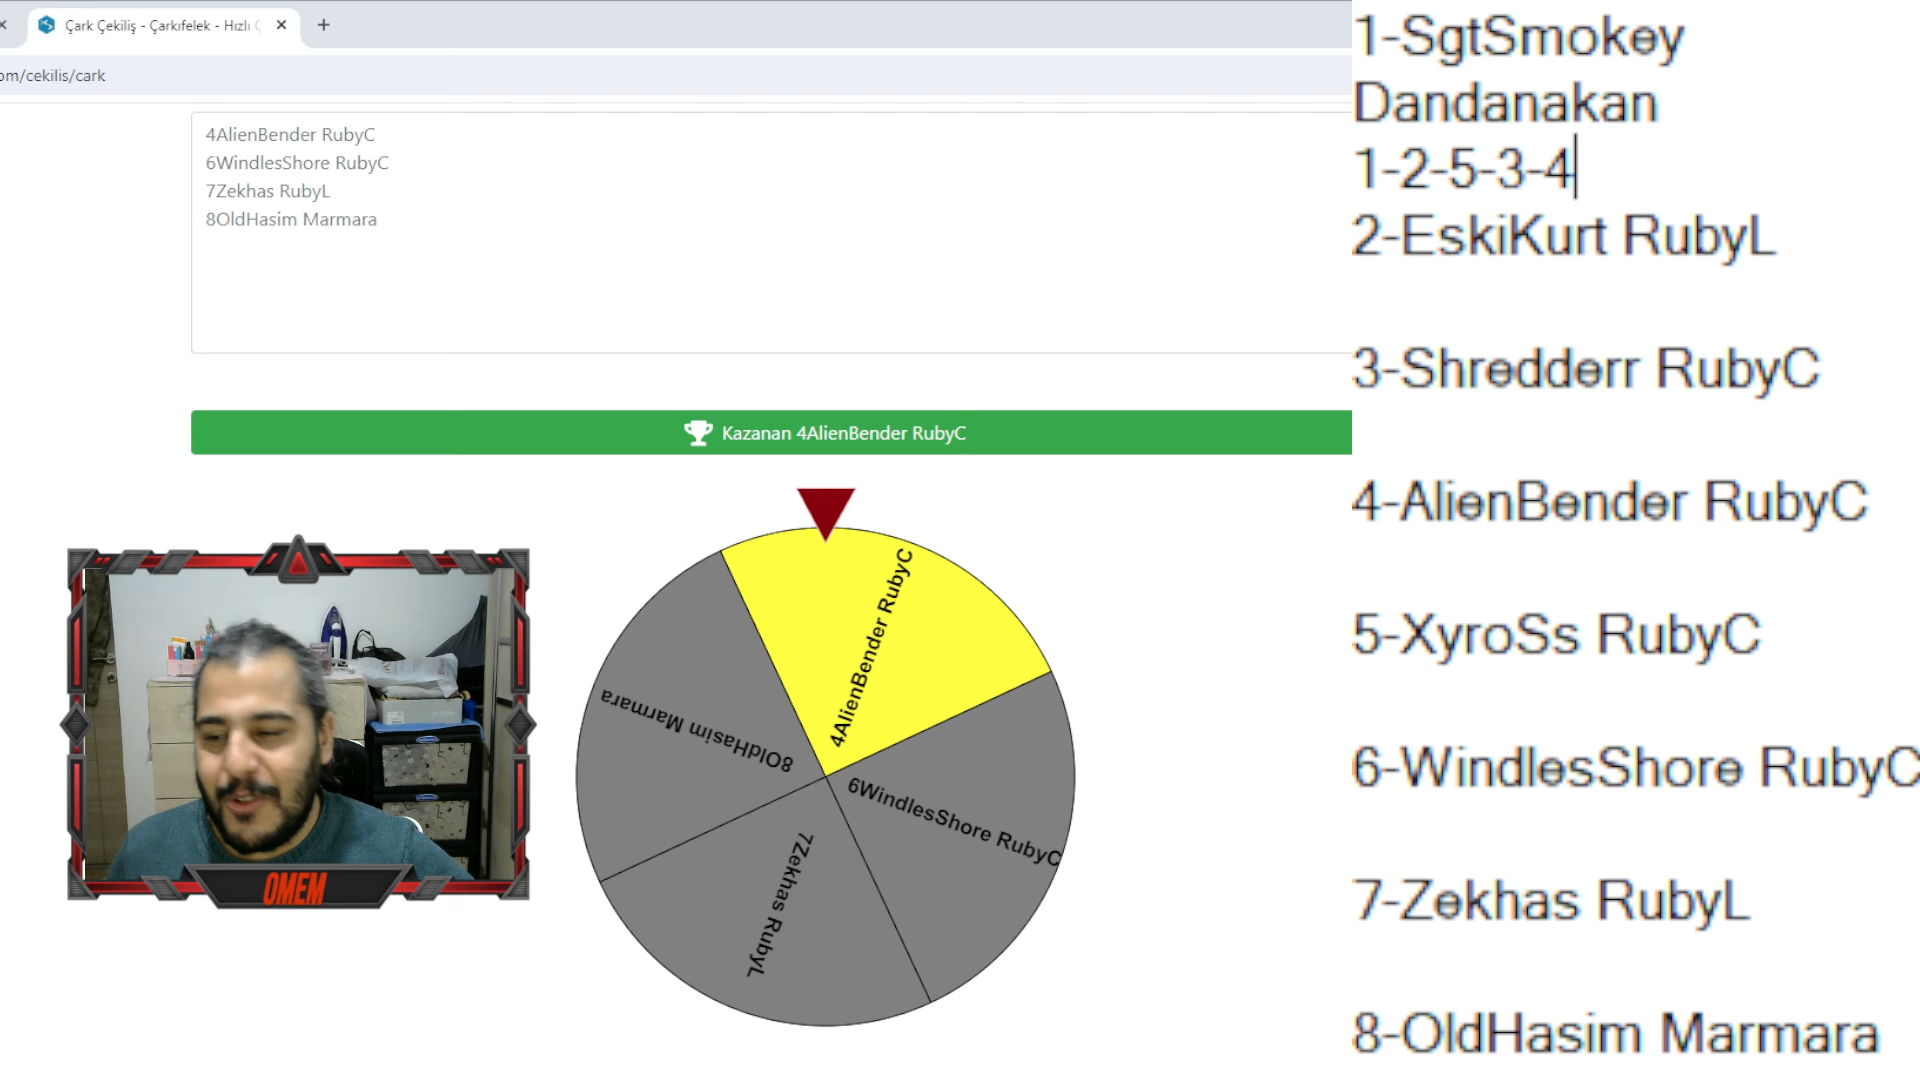 Çark Çekiliş - Çarkıfelek - Hızlı Ç
om/cekilis/cark
4AlienBender RubyC
6WindlesShore RubyC
7Zekhas RubyL
8OldHasim Marmara
Kazanan 4AlienBender RubyC
4AlienBender RubyC
6WindlesShore RubyC
7Zekhas RubyL
8OldHasim Marmara
OMEM
1-SgtSmokey
Dandanakan
1-2-5-3-4
2-EskiKurt RubyL
3-Shredderr RubyC
4-AlienBender RubyC
5-XyroSs RubyC
6-WindlesShore RubyC
7-Zekhas RubyL
8-OldHasim Marmara